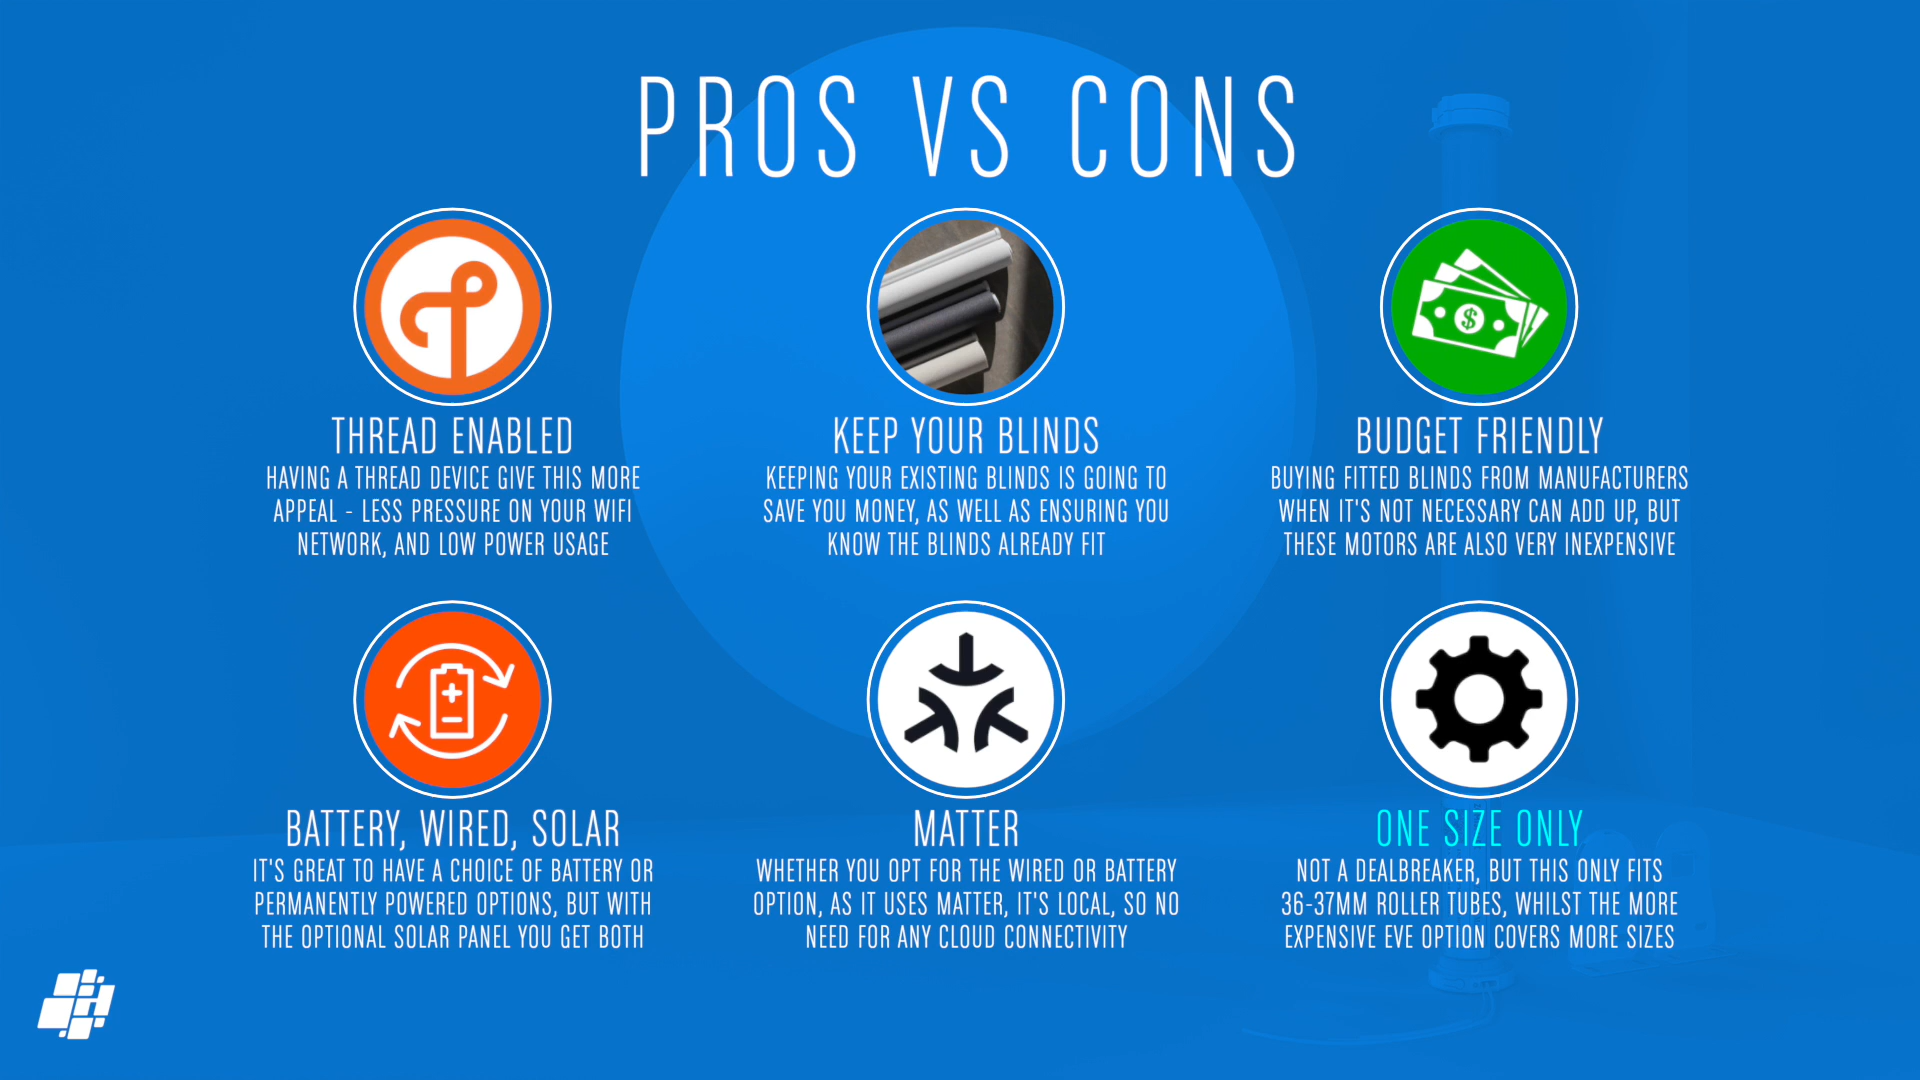 PROS VS CONS
THREAD ENABLED
HAVING A THREAD DEVICE GIVE THIS MORE
APPEAL - LESS PRESSURE ON YOUR WIFI
NETWORK, AND LOW POWER USAGE
KEEP YOUR BLINDS
KEEPING YOUR EXISTING BLINDS IS GOING TO
SAVE YOU MONEY, AS WELL AS ENSURING YOU
KNOW THE BLINDS ALREADY FIT
BUDGET FRIENDLY
BUYING FITTED BLINDS FROM MANUFACTURERS
WHEN IT'S NOT NECESSARY CAN ADD UP, BUT
THESE MOTORS ARE ALSO VERY INEXPENSIVE
BATTERY, WIRED, SOLAR
IT'S GREAT TO HAVE A CHOICE OF BATTERY OR
PERMANENTLY POWERED OPTIONS, BUT WITH
THE OPTIONAL SOLAR PANEL YOU GET BOTH
MATTER
WHETHER YOU OPT FOR THE WIRED OR BATTERY
OPTION, AS IT USES MATTER, IT'S LOCAL, SO NO
NEED FOR ANY CLOUD CONNECTIVITY
ONE SIZE ONLY
NOT A DEALBREAKER, BUT THIS ONLY FITS
36-37MM ROLLER TUBES, WHILST THE MORE
EXPENSIVE EVE OPTION COVERS MORE SIZES